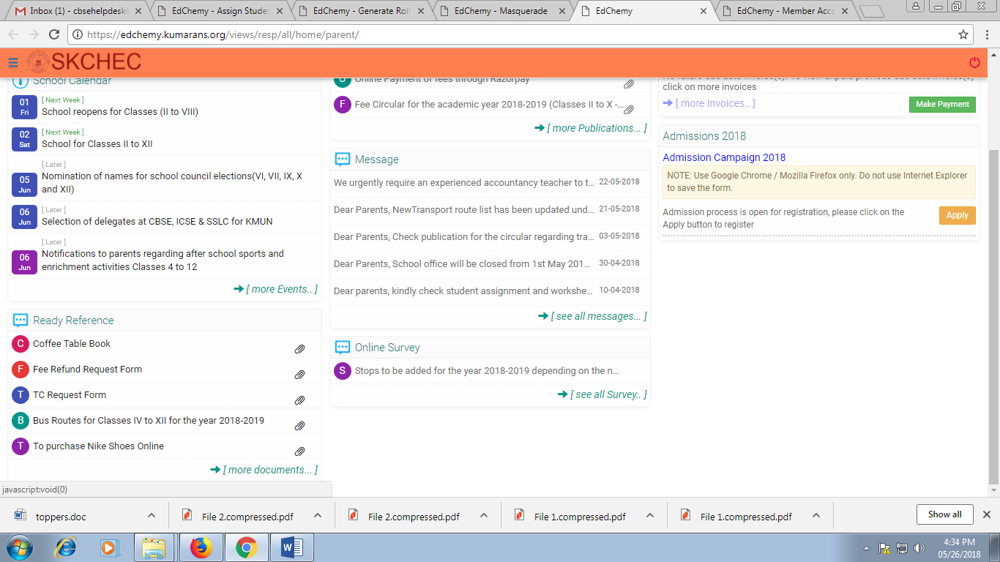 Inbox (1) - cbsehelpdesk
EdChemy - Assign Studen
EdChemy - Generate Roll
EdChemy - Masquerade
EdChemy
EdChemy - Member Acc
https://edchemy.kumarans.org/views/resp/all/home/parent/
SKCHEC
School Calendar
01 Fri
[ Next Week ]
School reopens for Classes (II to VIII)
02 Sat
[ Next Week ]
School for Classes II to XII
05 Jun
[ Later ]
Nomination of names for school council elections(VI, VII, IX, X
and XII)
06 Jun
[ Later ]
Selection of delegates at CBSE, ICSE & SSLC for KMUN
06 Jun
[ Later ]
Notifications to parents regarding after school sports and
enrichment activities Classes 4 to 12
[ more Events.. ]
Ready Reference
C Coffee Table Book
F Fee Refund Request Form
T TC Request Form
B Bus Routes for Classes IV to XII for the year 2018-2019
T To purchase Nike Shoes Online
[ more documents... ]
Online Payment of fees through Razorpay
F Fee Circular for the academic year 2018-2019 (Classes II to X -...
[ more Publications... ]
Message
We urgently require an experienced accountancy teacher to t... 22-05-2018
Dear Parents, NewTransport route list has been updated und... 21-05-2018
Dear Parents, Check publication for the circular regarding tra... 03-05-2018
Dear Parents, School office will be closed from 1st May 201... 30-04-2018
Dear parents, kindly check student assignment and workshe... 10-04-2018
[ see all messages... ]
Online Survey
S Stops to be added for the year 2018-2019 depending on the n...
[ see all Survey.. ]
click on more invoices
[ more Invoices.. ]
Make Payment
Admissions 2018
Admission Campaign 2018
NOTE: Use Google Chrome / Mozilla Firefox only. Do not use Internet Explorer
to save the form.
Admission process is open for registration, please click on the
Apply button to register
Apply
javascript:void(0)
toppers.doc
File 2.compressed.pdf
File 2.compressed.pdf
File 1.compressed.pdf
File 1.compressed.pdf
Show all
4:34 PM
05/26/2018